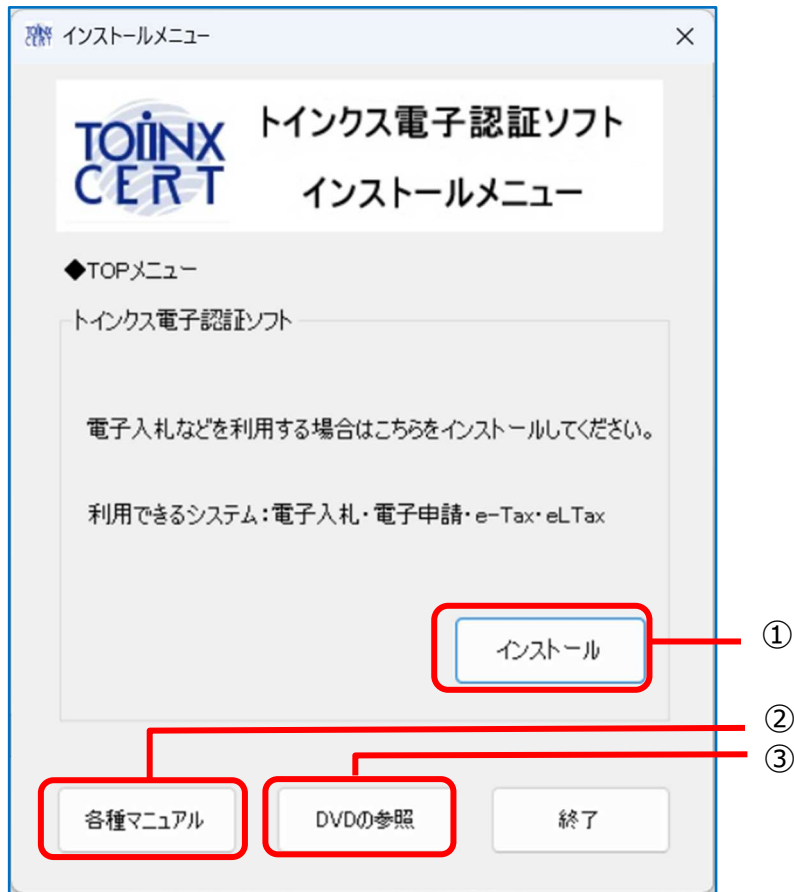 インストールメニュー
TOiNX
CERT
トインクス電子認証ソフト
インストールメニュー
◆TOPメニュー
トインクス電子認証ソフト
電子入札などを利用する場合はこちらをインストールしてください。
利用できるシステム：電子入札・電子申請・e-Tax・eLTax
インストール
①
②
③
各種マニュアル
DVDの参照
終了